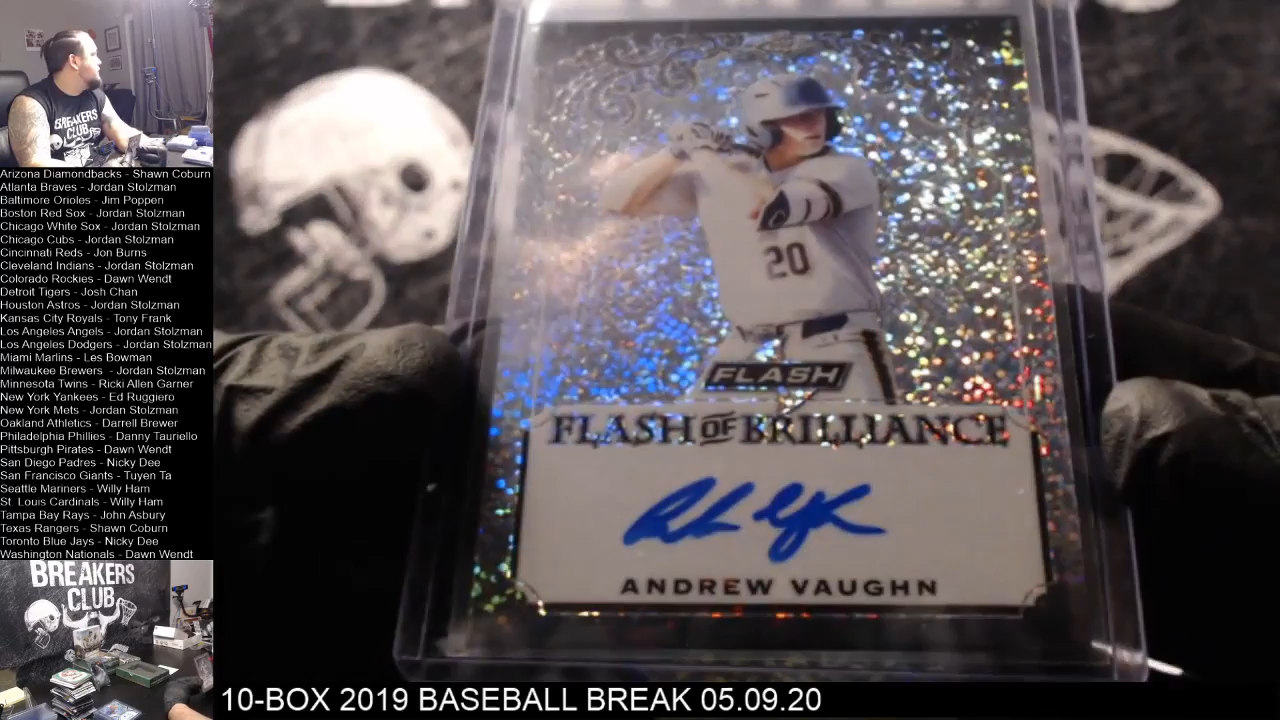 BREAKERS
CLUB
Arizona Diamondbacks - Shawn Coburn
Atlanta Braves - Jordan Stolzman
Baltimore Orioles - Jim Poppen
Boston Red Sox - Jordan Stolzman
Chicago White Sox - Jordan Stolzman
Chicago Cubs - Jordan Stolzman
Cincinnati Reds - Jon Burns
Cleveland Indians - Jordan Stolzman
Colorado Rockies - Dawn Wendt
Detroit Tigers - Josh Chan
Houston Astros - Jordan Stolzman
Kansas City Royals - Tony Frank
Los Angeles Angels - Jordan Stolzman
Los Angeles Dodgers - Jordan Stolzman
Miami Marlins - Les Bowman
Milwaukee Brewers - Jordan Stolzman
Minnesota Twins - Ricki Allen Garner
New York Yankees - Ed Ruggiero
New York Mets - Jordan Stolzman
Oakland Athletics - Darrell Brewer
Philadelphia Phillies - Danny Tauriello
Pittsburgh Pirates - Dawn Wendt
San Diego Padres - Nicky Dee
San Francisco Giants - Tuyen Ta
Seattle Mariners - Willy Ham
St. Louis Cardinals - Willy Ham
Tampa Bay Rays - John Asbury
Texas Rangers - Shawn Coburn
Toronto Blue Jays - Nicky Dee
Washington Nationals - Dawn Wendt
BREAKERS
CLUB
20
FLASH
FLASH OF BRILLIANCE
ANDREW VAUGHN
10-BOX 2019 BASEBALL BREAK 05.09.20